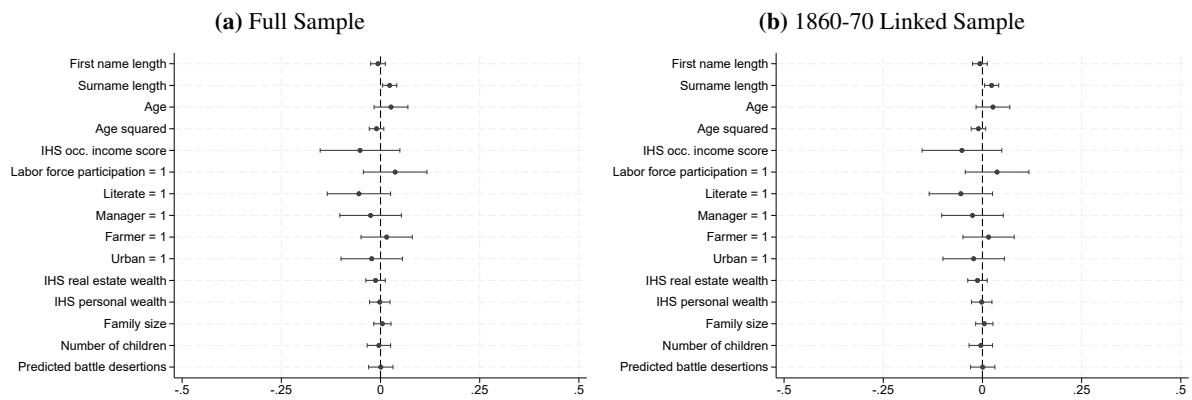 (a) Full Sample
First name length
Surname length
Age
Age squared
IHS occ. income score
Labor force participation = 1
Literate = 1
Manager = 1
Farmer = 1
Urban = 1
IHS real estate wealth
IHS personal wealth
Family size
Number of children
Predicted battle desertions
-.5 -.25 0 .25 .5
(b) 1860-70 Linked Sample
First name length
Surname length
Age
Age squared
IHS occ. income score
Labor force participation = 1
Literate = 1
Manager = 1
Farmer = 1
Urban = 1
IHS real estate wealth
IHS personal wealth
Family size
Number of children
Predicted battle desertions
-.5 -.25 0 .25 .5